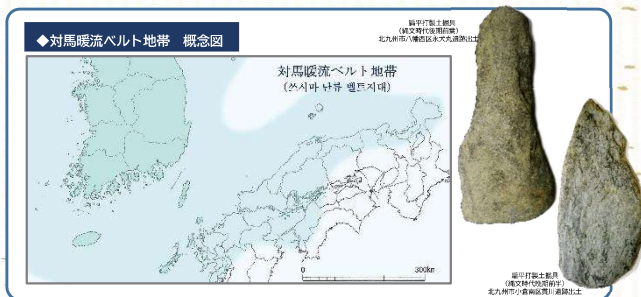 ◆対馬暖流ベルト地帯　概念図
対馬暖流ベルト地帯
(쓰시마 난류 벨트지대)
0
300km
扁平打製土掘具
(縄文時代後期前葉)
北九州市八幡西区永犬丸遺跡出土
扁平打製土掘具
(縄文時代晩期前半)
北九州市小倉南区貫川遺跡出土